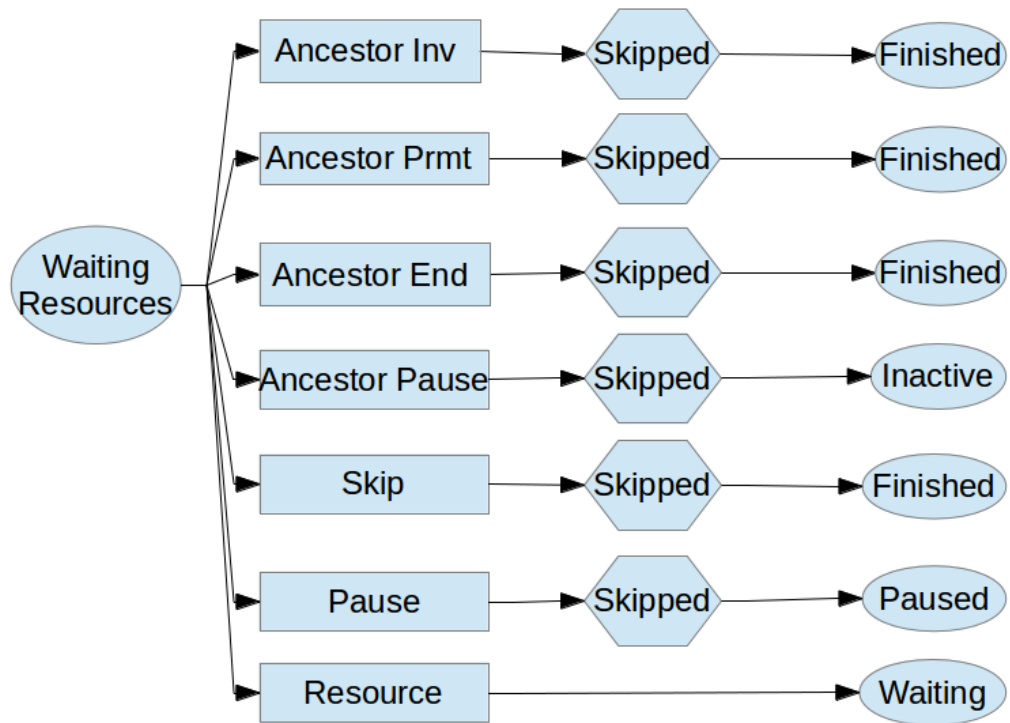 Ancestor Inv
Skipped
Finished
Ancestor Prmt
Skipped
Finished
Waiting
Resources
Ancestor End
Skipped
Finished
Ancestor Pause
Skipped
Inactive
Skip
Skipped
Finished
Pause
Skipped
Paused
Resource
Waiting